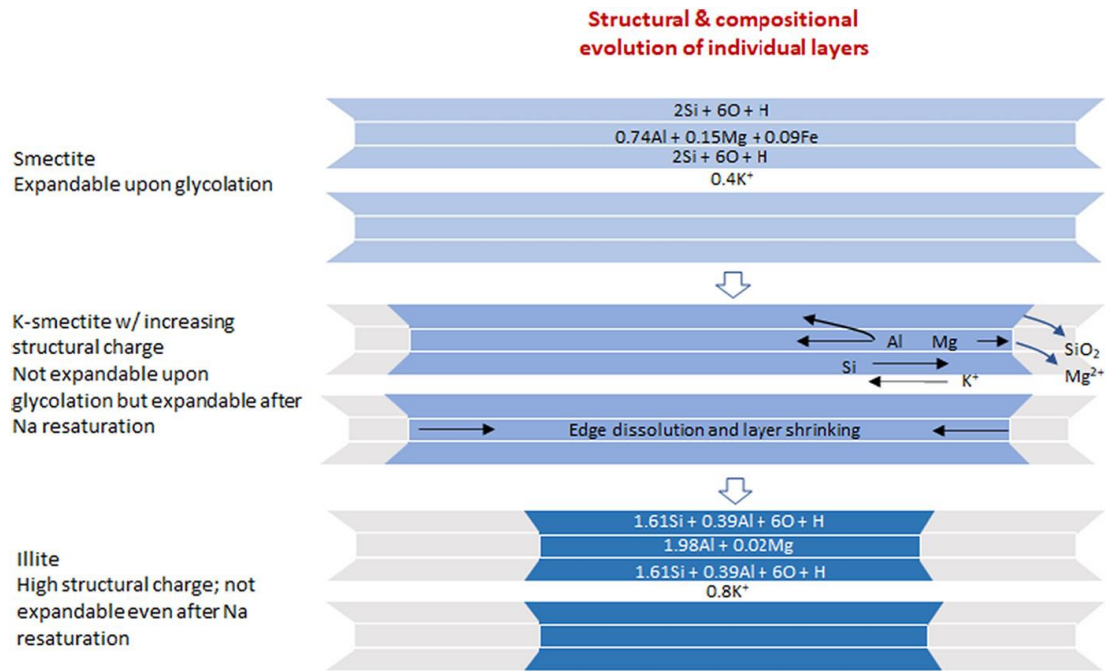 Structural & compositional
evolution of individual layers
2Si + 6O + H
0.74Al + 0.15Mg + 0.09Fe
2Si + 6O + H
0.4K⁺
Smectite
Expandable upon glycolation
K-smectite w/ increasing
structural charge
Not expandable upon
glycolation but expandable after
Na resaturation
Al Mg
Si
K⁺
SiO₂
Mg²⁺
Edge dissolution and layer shrinking
Illite
High structural charge; not
expandable even after Na
resaturation
1.61Si + 0.39Al + 6O + H
1.98Al + 0.02Mg
1.61Si + 0.39Al + 6O + H
0.8K⁺